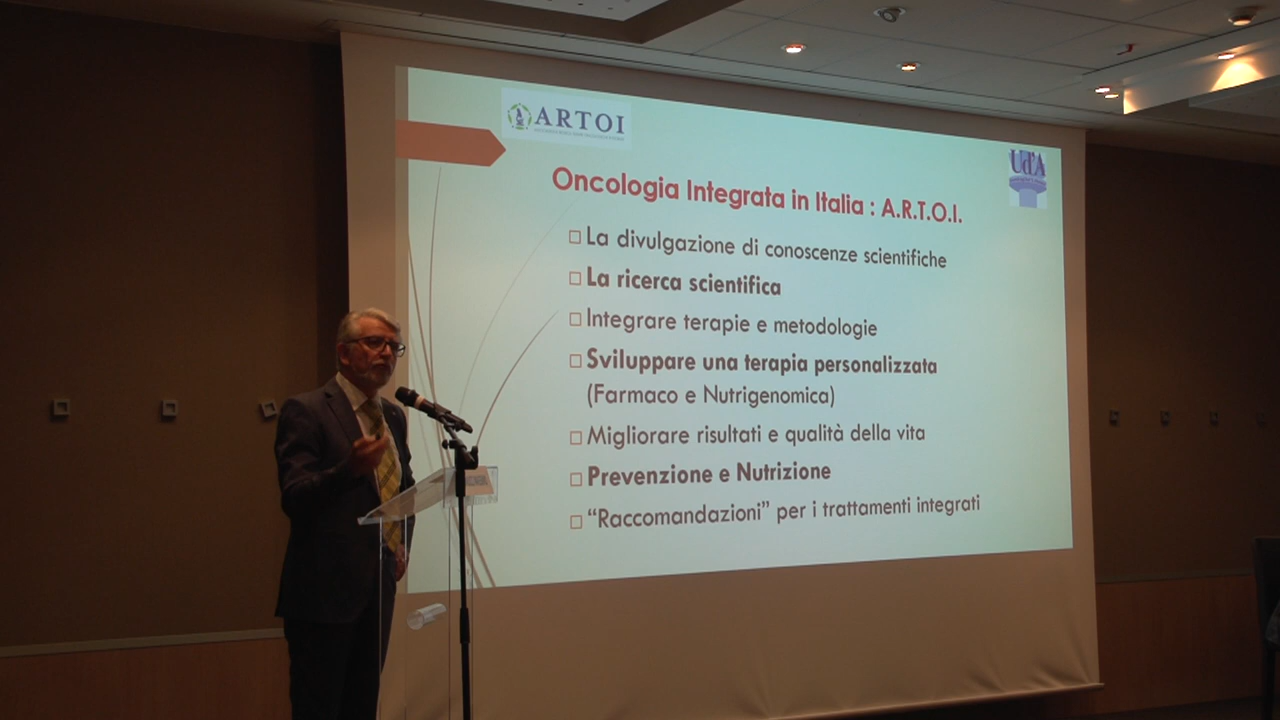 ARTOI
Ud'A
Oncologia Integrata in Italia : A.R.T.O.I.
La divulgazione di conoscenze scientifiche
La ricerca scientifica
Integrare terapie e metodologie
Sviluppare una terapia personalizzata
(Farmaco e Nutrigenomica)
Migliorare risultati e qualità della vita
Prevenzione e Nutrizione
“Raccomandazioni” per i trattamenti integrati